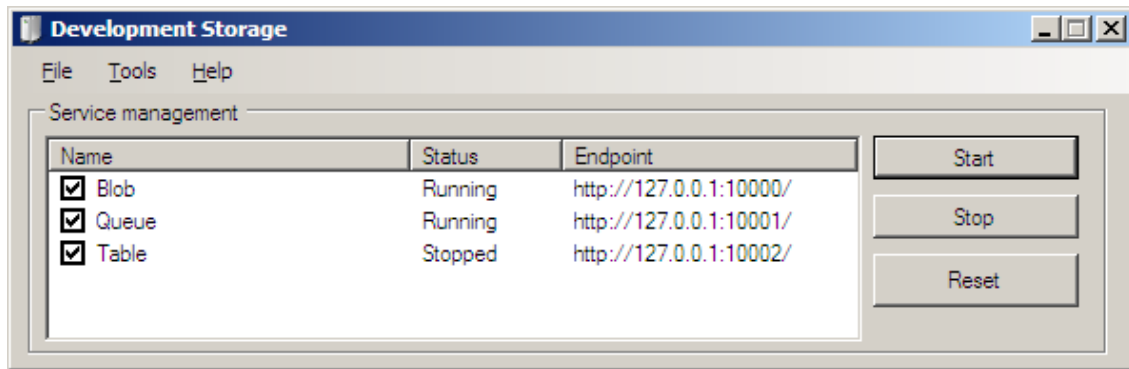 Development Storage
File Tools Help
Service management
Name Status Endpoint
Blob Running http://127.0.0.1:10000/
Queue Running http://127.0.0.1:10001/
Table Stopped http://127.0.0.1:10002/
Start
Stop
Reset